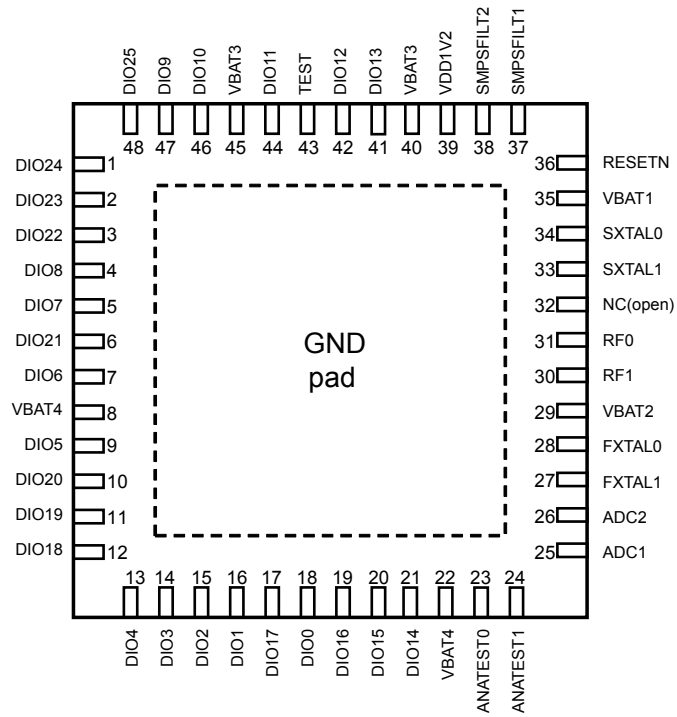 DIO25
DIO9
DIO10
VBAT3
DIO11
TEST
DIO12
DIO13
VBAT3
VDD1V2
SMPSFILT2
SMPSFILT1
48 47 46 45 44 43 42 41 40 39 38 37
DIO24 1
DIO23 2
DIO22 3
DIO8 4
DIO7 5
DIO21 6
DIO6 7
VBAT4 8
DIO5 9
DIO20 10
DIO19 11
DIO18 12
GND
pad
36 RESETN
35 VBAT1
34 SXTAL0
33 SXTAL1
32 NC(open)
31 RF0
30 RF1
29 VBAT2
28 FXTAL0
27 FXTAL1
26 ADC2
25 ADC1
13 14 15 16 17 18 19 20 21 22 23 24
DIO4
DIO3
DIO2
DIO1
DIO17
DIO0
DIO16
DIO15
DIO14
VBAT4
ANATEST0
ANATEST1